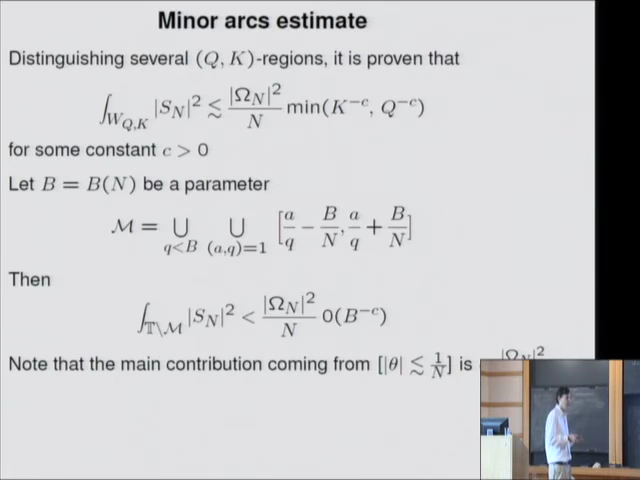 Minor arcs estimate
Distinguishing several (Q, K)-regions, it is proven that
∫_{W_{Q,K}} |S_N|² ≲ |Ω_N|²/N min(K^{-c}, Q^{-c})
for some constant c > 0
Let B = B(N) be a parameter
ℳ = ∪_{q<B} ∪_{(a,q)=1} [a/q − B/N, a/q + B/N]
Then
∫_{𝕋\ℳ} |S_N|² < |Ω_N|²/N 0(B^{-c})
Note that the main contribution coming from [|θ| ≲ 1/N] is